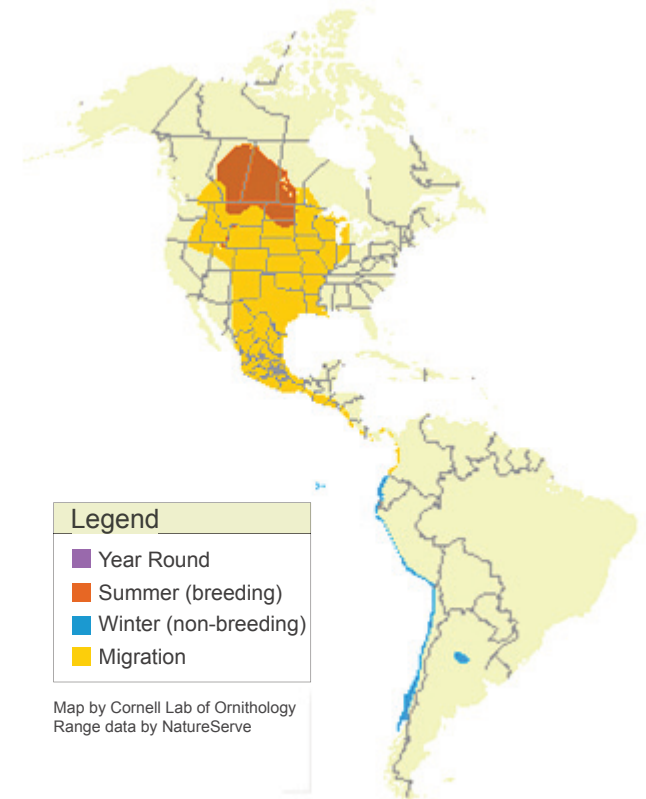 Legend
Year Round
Summer (breeding)
Winter (non-breeding)
Migration
Map by Cornell Lab of Ornithology
Range data by NatureServe